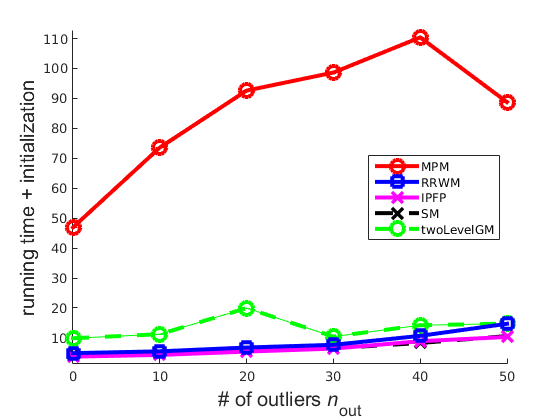 110
100
90
80
70
60
50
40
30
20
10
running time + initialization
MPM
RRWM
IPFP
SM
twoLevelGM
0 10 20 30 40 50
# of outliers n_out